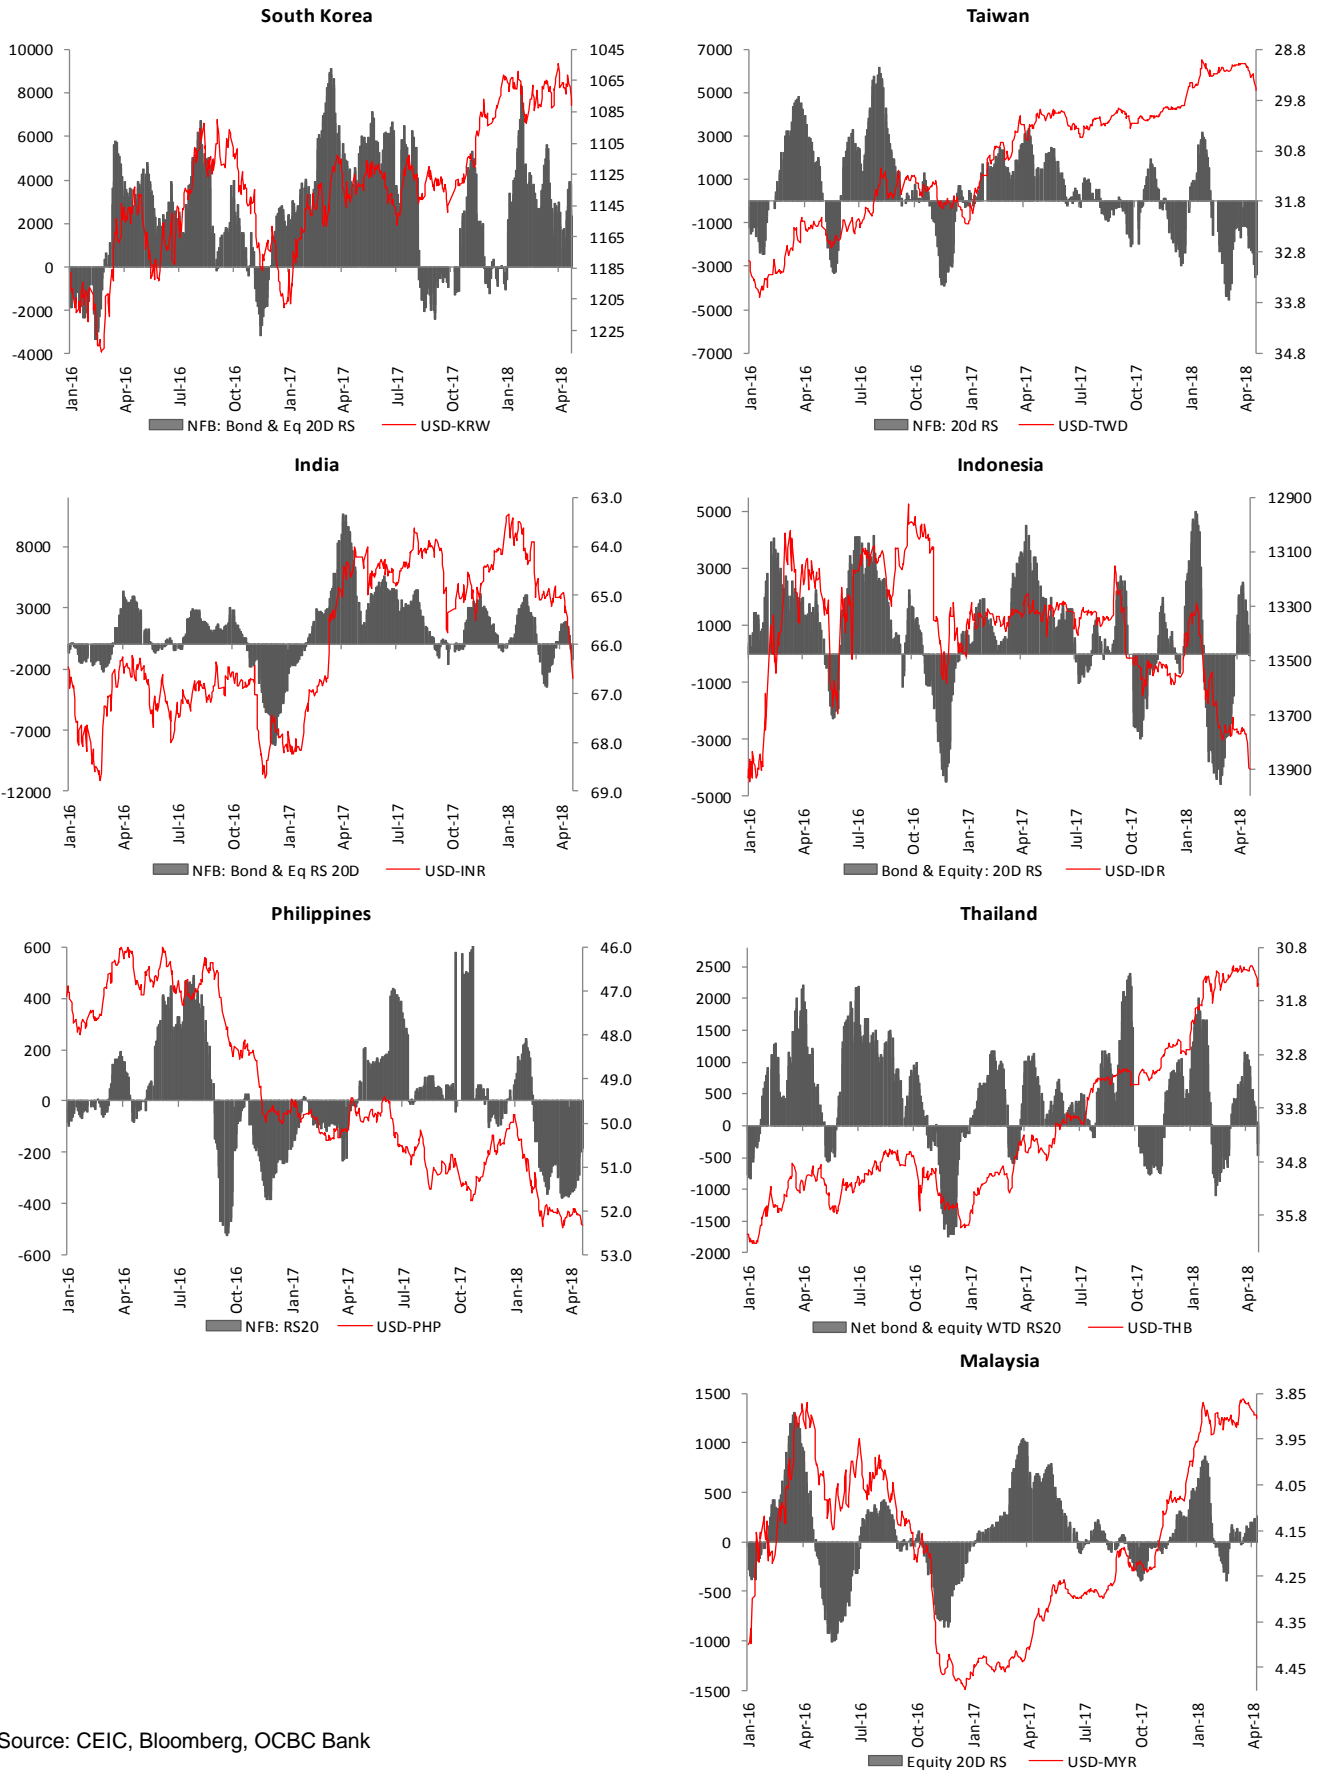 South Korea
10000
8000
6000
4000
2000
0
-2000
-4000
1045
1065
1085
1105
1125
1145
1165
1185
1205
1225
Jan-16
Apr-16
Jul-16
Oct-16
Jan-17
Apr-17
Jul-17
Oct-17
Jan-18
Apr-18
NFB: Bond & Eq 20D RS
USD-KRW
Taiwan
7000
5000
3000
1000
-1000
-3000
-5000
-7000
28.8
29.8
30.8
31.8
32.8
33.8
34.8
Jan-16
Apr-16
Jul-16
Oct-16
Jan-17
Apr-17
Jul-17
Oct-17
Jan-18
Apr-18
NFB: 20d RS
USD-TWD
India
8000
3000
-2000
-7000
-12000
63.0
64.0
65.0
66.0
67.0
68.0
69.0
Jan-16
Apr-16
Jul-16
Oct-16
Jan-17
Apr-17
Jul-17
Oct-17
Jan-18
Apr-18
NFB: Bond & Eq RS 20D
USD-INR
Indonesia
5000
3000
1000
-1000
-3000
-5000
12900
13100
13300
13500
13700
13900
Jan-16
Apr-16
Jul-16
Oct-16
Jan-17
Apr-17
Jul-17
Oct-17
Jan-18
Apr-18
Bond & Equity: 20D RS
USD-IDR
Philippines
600
400
200
0
-200
-400
-600
46.0
47.0
48.0
49.0
50.0
51.0
52.0
53.0
Jan-16
Apr-16
Jul-16
Oct-16
Jan-17
Apr-17
Jul-17
Oct-17
Jan-18
Apr-18
NFB: RS20
USD-PHP
Thailand
2500
2000
1500
1000
500
0
-500
-1000
-1500
-2000
30.8
31.8
32.8
33.8
34.8
35.8
Jan-16
Apr-16
Jul-16
Oct-16
Jan-17
Apr-17
Jul-17
Oct-17
Jan-18
Apr-18
Net bond & equity WTD RS20
USD-THB
Malaysia
1500
1000
500
0
-500
-1000
-1500
3.85
3.95
4.05
4.15
4.25
4.35
4.45
Jan-16
Apr-16
Jul-16
Oct-16
Jan-17
Apr-17
Jul-17
Oct-17
Jan-18
Apr-18
Equity 20D RS
USD-MYR
Source: CEIC, Bloomberg, OCBC Bank